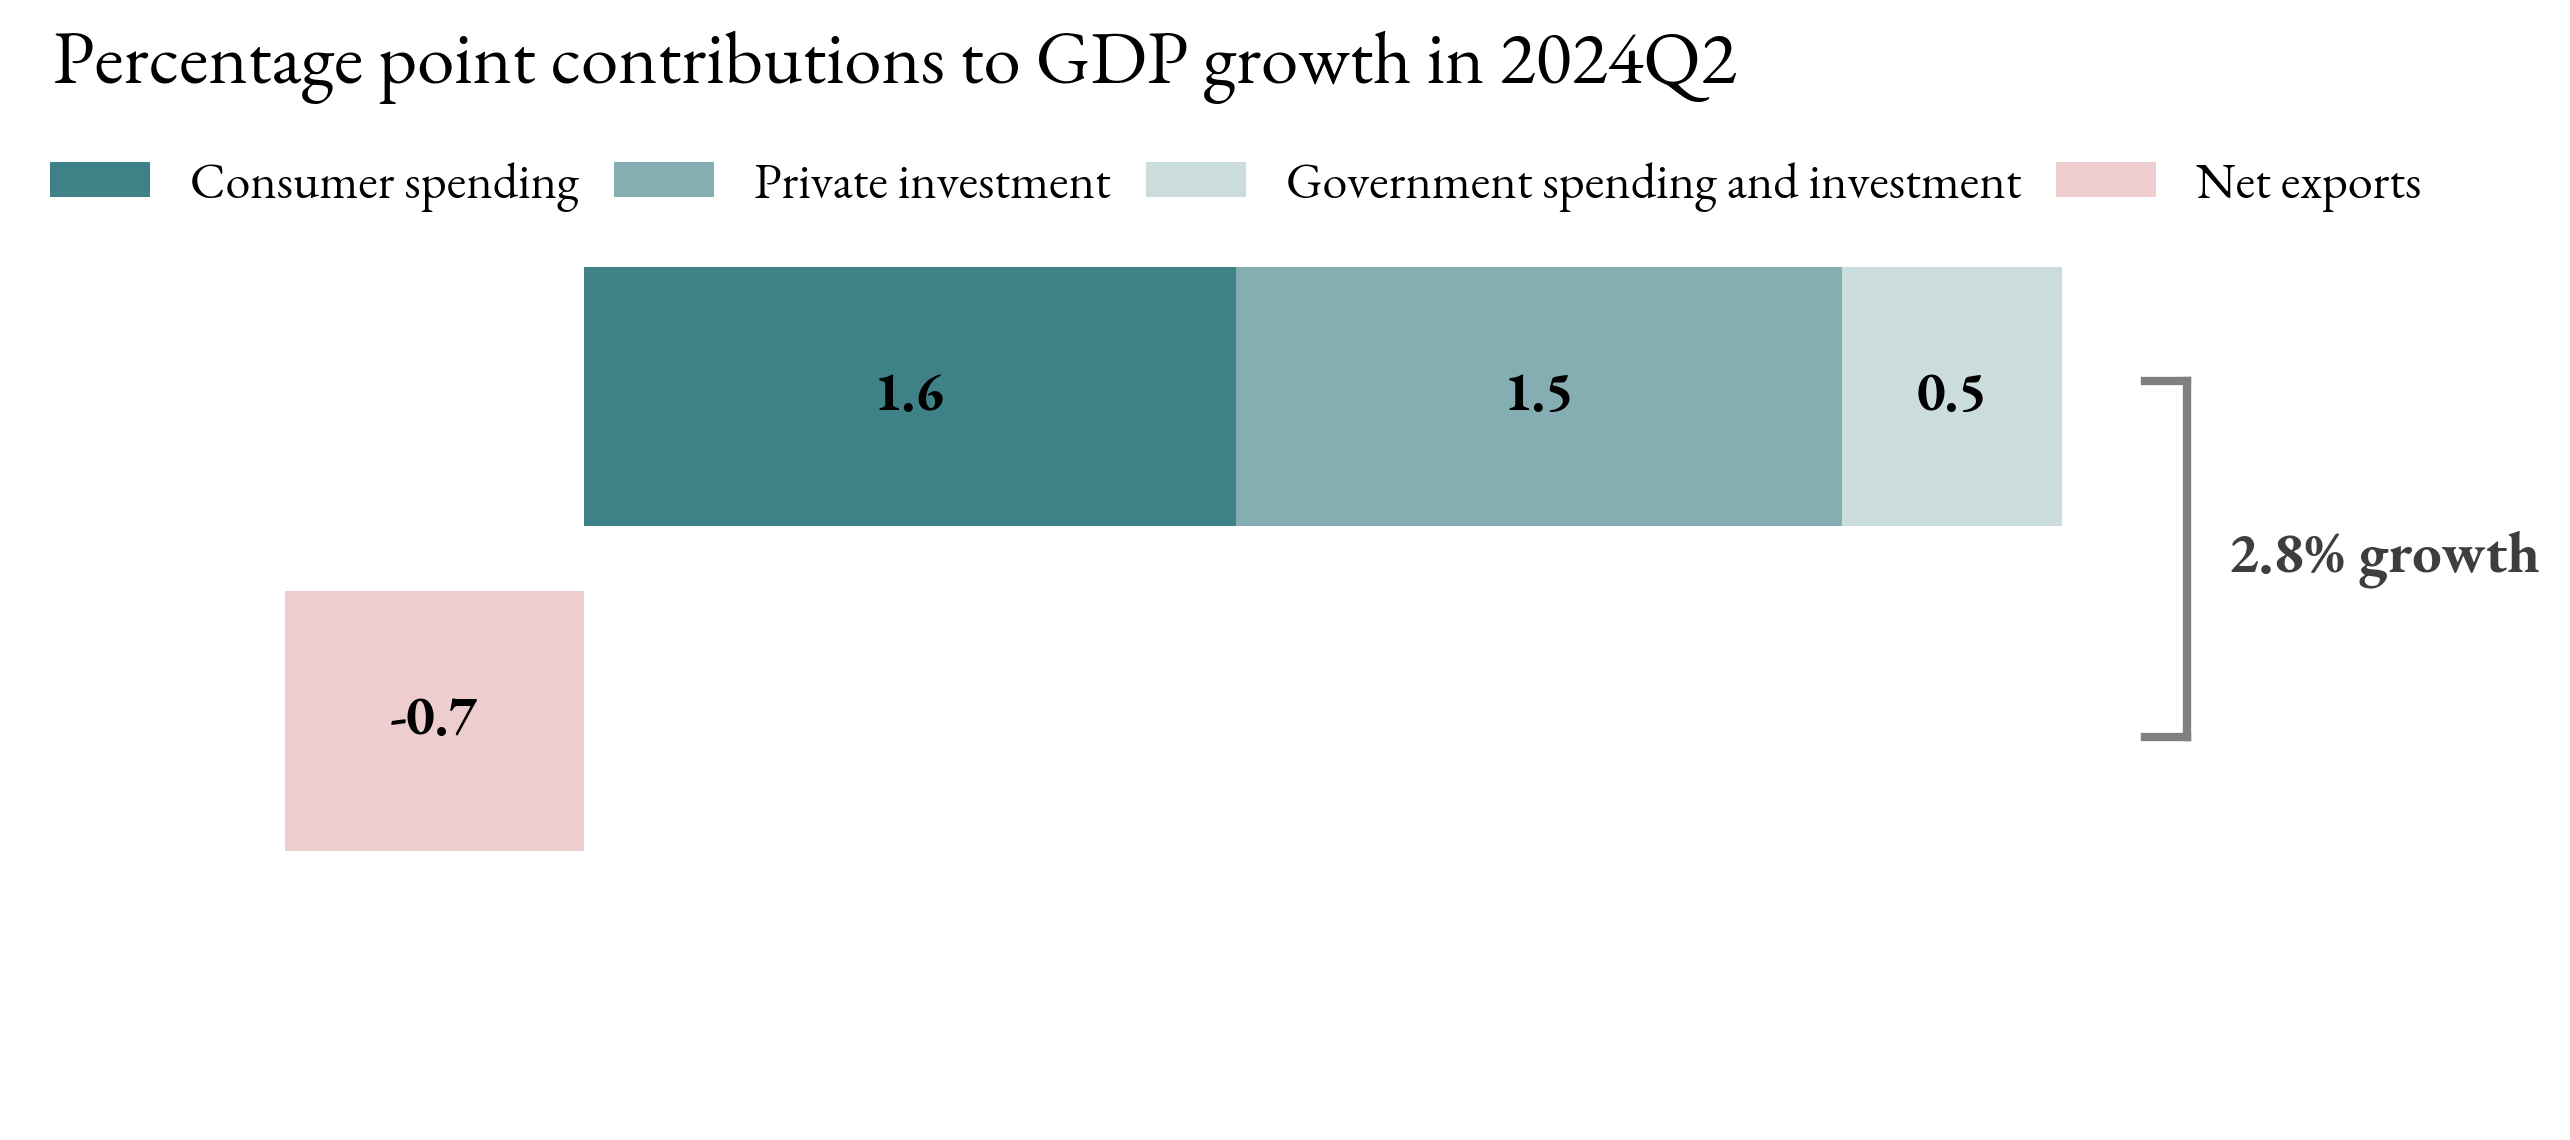 Percentage point contributions to GDP growth in 2024Q2
Consumer spending Private investment Government spending and investment Net exports
1.6 1.5 0.5
2.8% growth
-0.7